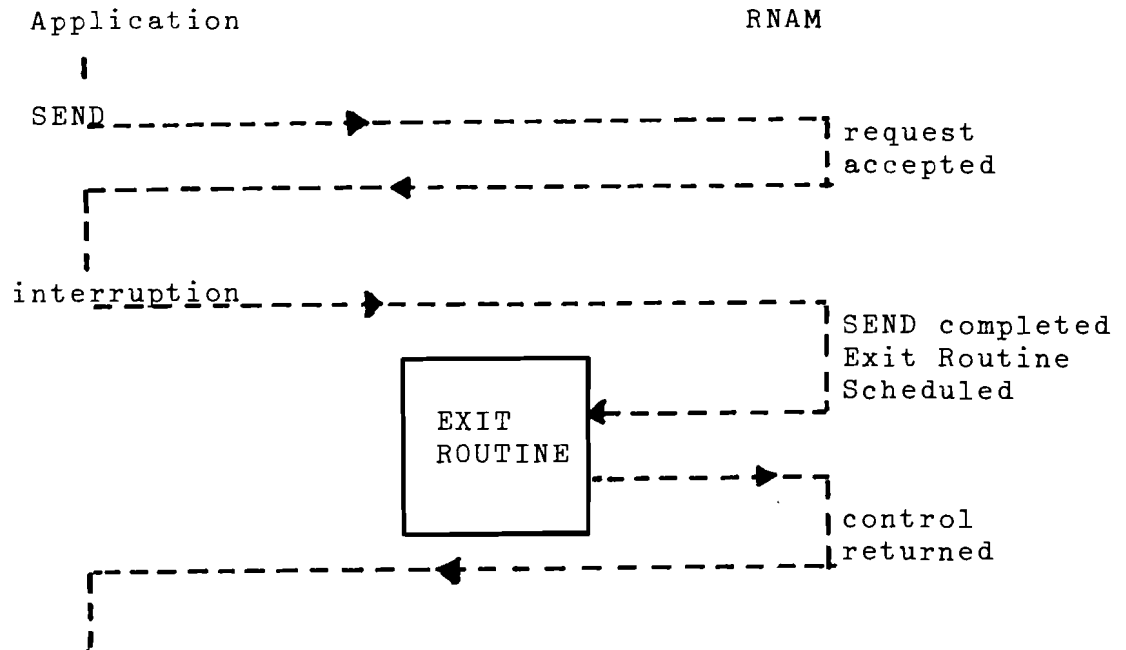 Application RNAM
SEND
request
accepted
interruption
SEND completed
Exit Routine
Scheduled
EXIT
ROUTINE
control
returned